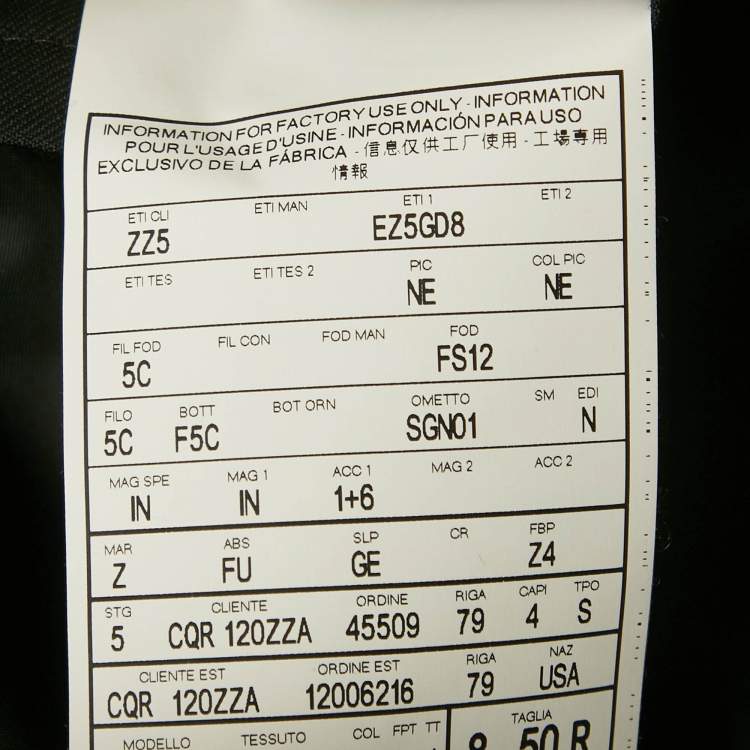 INFORMATION FOR FACTORY USE ONLY - INFORMATION
POUR L'USAGE D'USINE - INFORMACIÓN PARA USO
EXCLUSIVO DE LA FÁBRICA - 信息仅供工厂使用 - 工場専用
情報
ETI CLI ETI MAN ETI 1 ETI 2
ZZ5 EZ5GD8
ETI TES ETI TES 2 PIC COL PIC
NE NE
FIL FOD FIL CON FOD MAN FOD
5C FS12
FILO BOTT BOT ORN OMETTO SM EDI
5C F5C SGN01 N
MAG SPE MAG 1 ACC 1 MAG 2 ACC 2
IN IN 1+6
MAR ABS SLP CR FBP
Z FU GE Z4
STG CLIENTE ORDINE RIGA CAPI TPO
5 CQR 120ZZA 45509 79 4 S
CLIENTE EST ORDINE EST RIGA NAZ
CQR 120ZZA 12006216 79 USA
MODELLO TESSUTO COL FPT TT TAGLIA
50 R